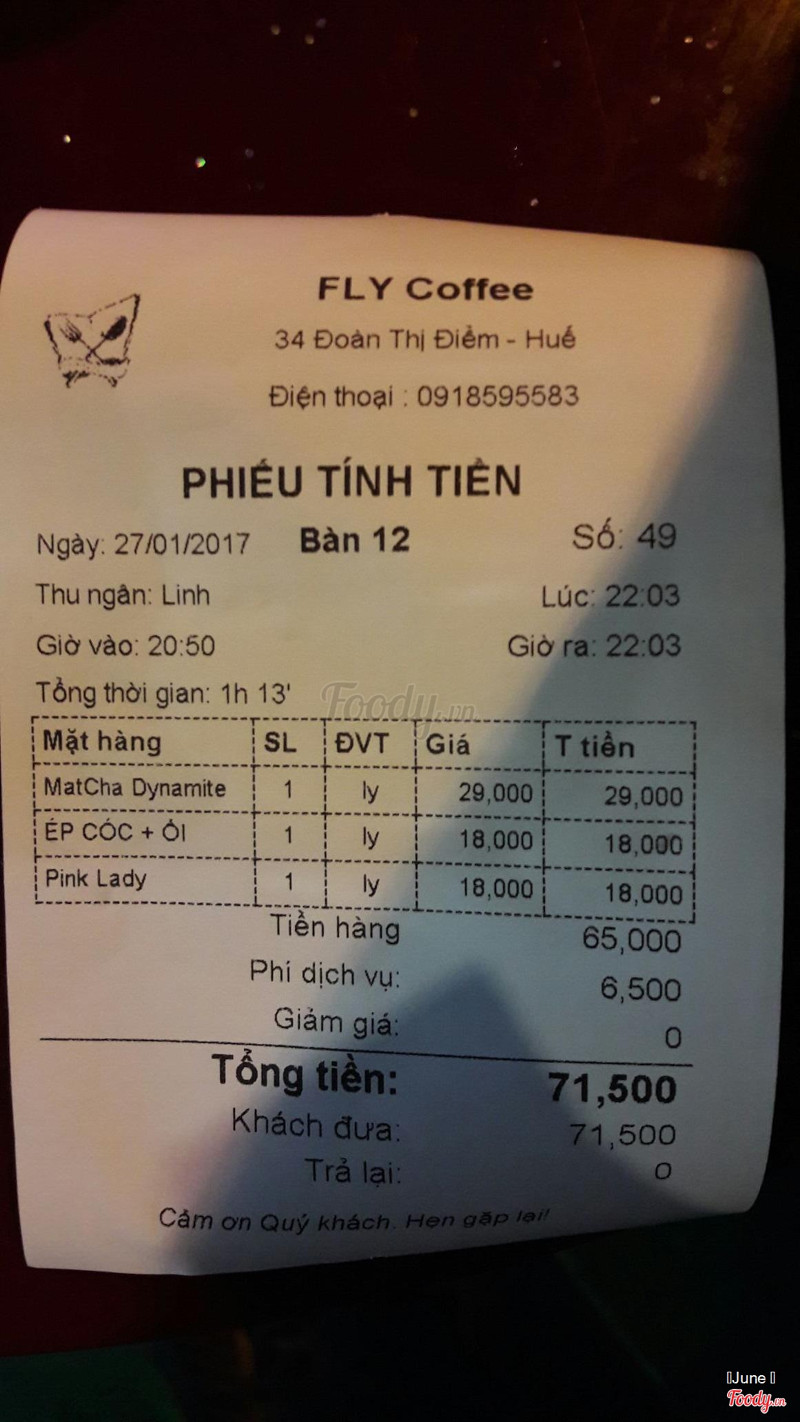 FLY Coffee
34 Đoàn Thị Điểm - Huế
Điện thoại : 0918595583
PHIẾU TÍNH TIỀN
Ngày: 27/01/2017 Bàn 12 Số: 49
Thu ngân: Linh Lúc: 22:03
Giờ vào: 20:50 Giờ ra: 22:03
Tổng thời gian: 1h 13'
Foody.vn
Mặt hàng SL ĐVT Giá T tiền
MatCha Dynamite 1 ly 29,000 29,000
ÉP CÓC + ỔI 1 ly 18,000 18,000
Pink Lady 1 ly 18,000 18,000
Tiền hàng 65,000
Phí dịch vụ: 6,500
Giảm giá: 0
Tổng tiền: 71,500
Khách đưa: 71,500
Trả lại: 0
Cảm ơn Quý khách. Hẹn gặp lại!
June
Foody.vn